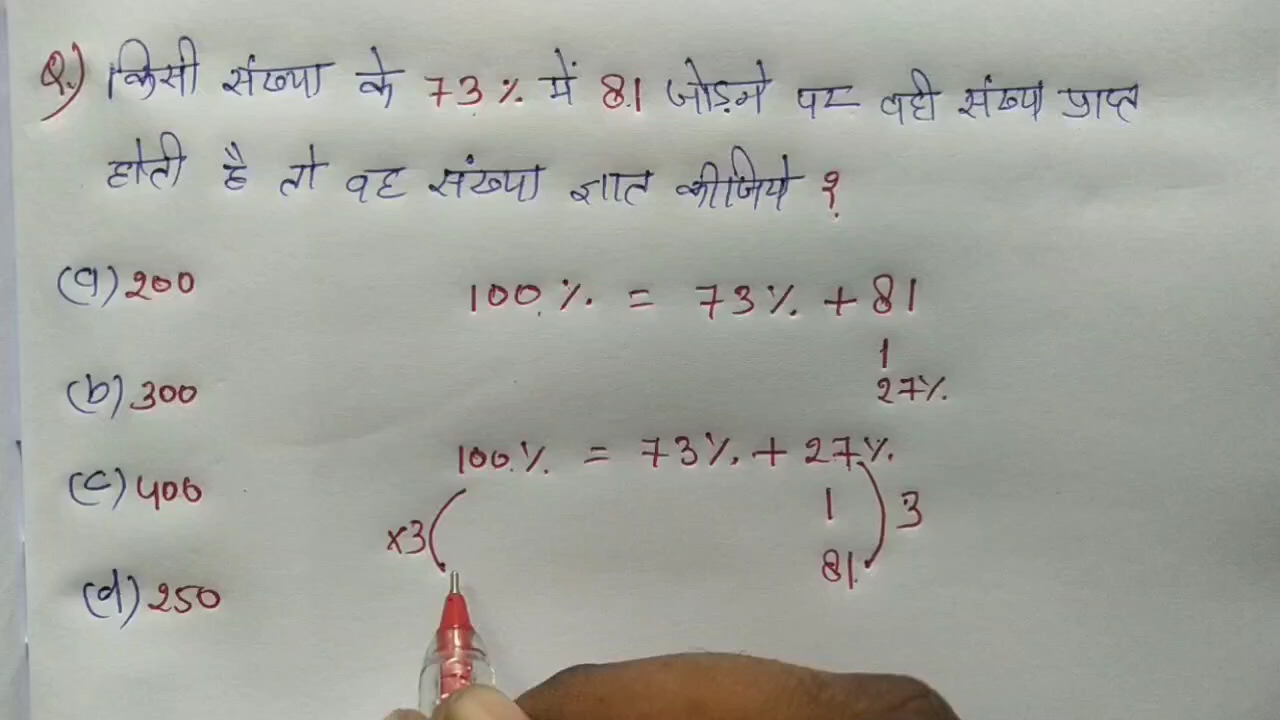 Q.) किसी संख्या के 73% में 81 जोड़ने पर वही संख्या प्राप्त
होती है तो वह संख्या ज्ञात कीजिये ?
(a) 200
100% = 73% + 81
1
27%
(b) 300
100% = 73% + 27%
(c) 400
×3
1
3
81
(d) 250